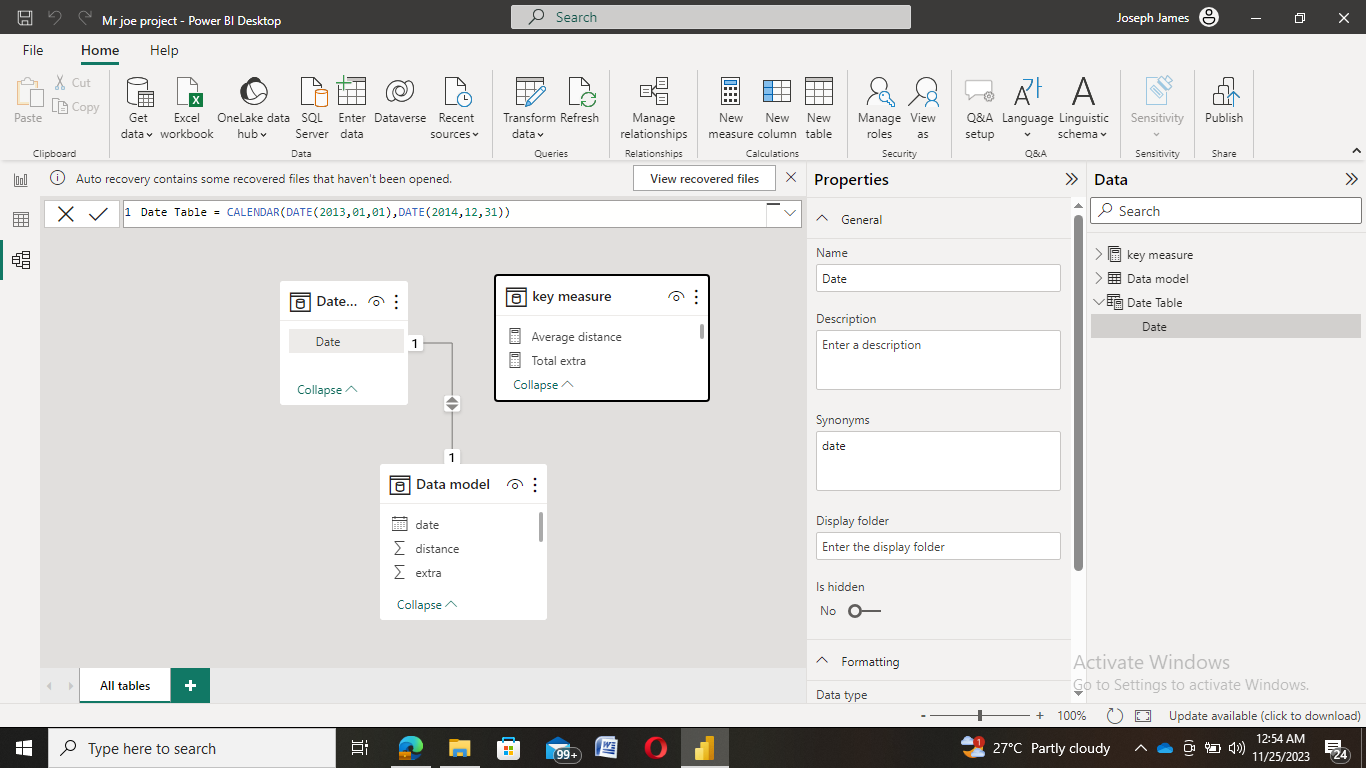 Mr joe project - Power BI Desktop
Search
Joseph James
File
Home
Help
Paste
Cut
Copy
Clipboard
Get data
Excel workbook
OneLake data hub
SQL Server
Enter data
Dataverse
Recent sources
Data
Transform data
Refresh
Queries
Manage relationships
Relationships
New measure
New column
New table
Calculations
Manage roles
View as
Security
Q&A setup
Language
Linguistic schema
Q&A
Sensitivity
Sensitivity
Publish
Share
Auto recovery contains some recovered files that haven't been opened.
View recovered files
1 Date Table = CALENDAR(DATE(2013,01,01),DATE(2014,12,31))
Date...
Date
Collapse
1
1
key measure
Average distance
Total extra
Collapse
Data model
date
distance
extra
Collapse
Properties
General
Name
Date
Description
Enter a description
Synonyms
date
Display folder
Enter the display folder
Is hidden
No
Formatting
Data type
Data
Search
key measure
Data model
Date Table
Date
Activate Windows
Go to Settings to activate Windows.
All tables
+
- + 100%
Update available (click to download)
Type here to search
99+
1
27°C Partly cloudy
12:54 AM
11/25/2023
24